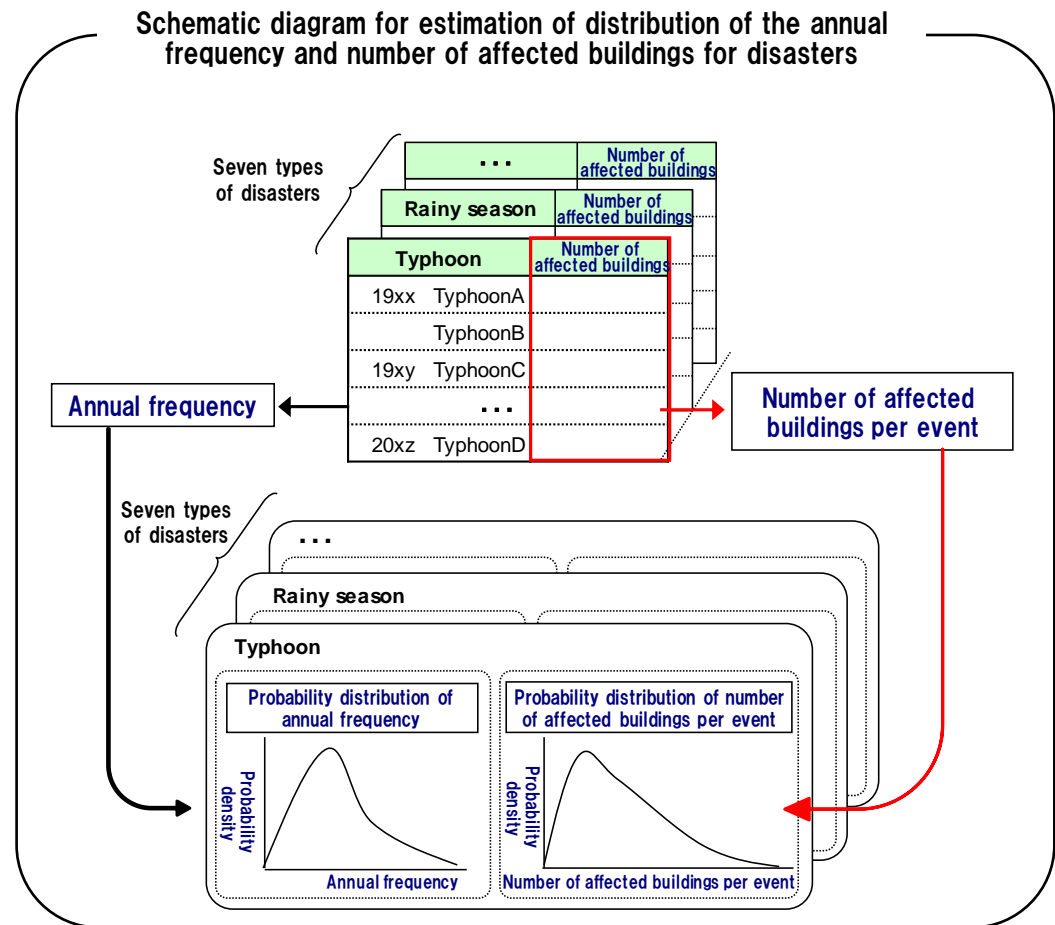 Schematic diagram for estimation of distribution of the annual
frequency and number of affected buildings for disasters
Seven types
of disasters
...
Number of
affected buildings
Rainy season
Number of
affected buildings
Typhoon
Number of
affected buildings
19xx TyphoonA
TyphoonB
19xy TyphoonC
...
20xz TyphoonD
Annual frequency
Number of affected
buildings per event
Seven types
of disasters
...
Rainy season
Typhoon
Probability distribution of
annual frequency
Probability
density
Annual frequency
Probability distribution of number
of affected buildings per event
Probability
density
Number of affected buildings per event